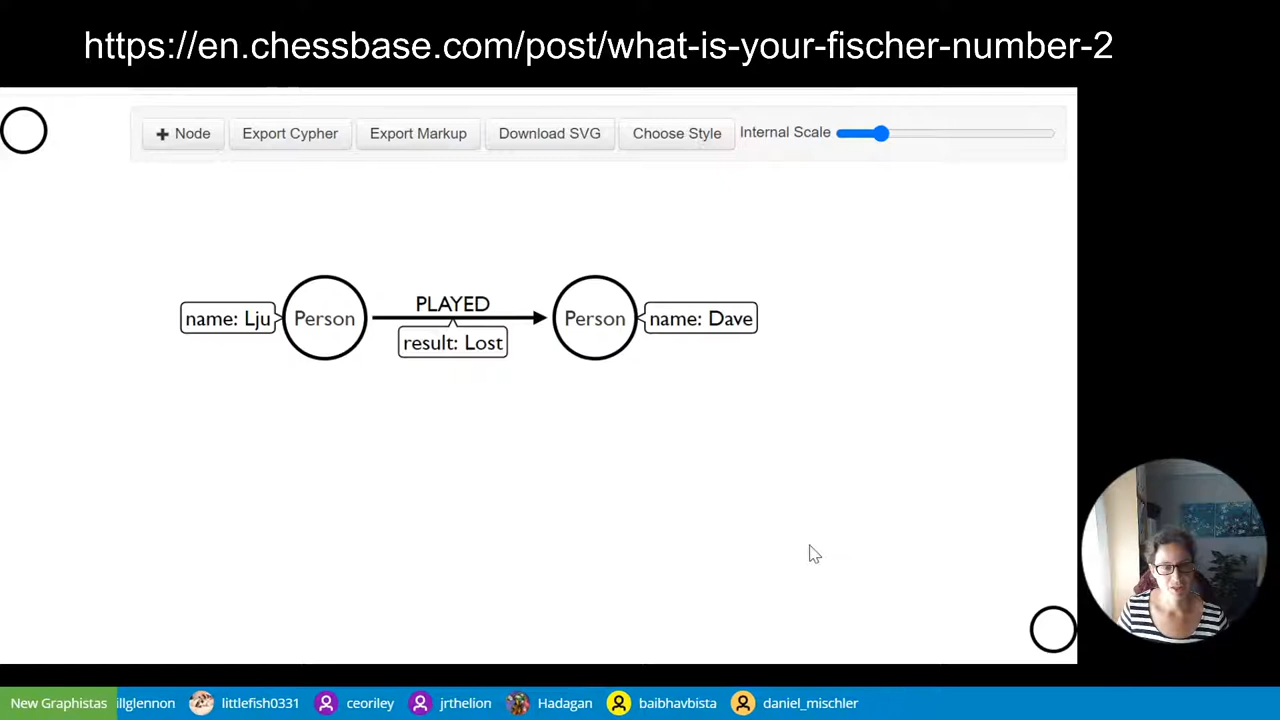 https://en.chessbase.com/post/what-is-your-fischer-number-2
Node Export Cypher Export Markup Download SVG Choose Style Internal Scale
name: Lju Person PLAYED Person name: Dave
result: Lost
New Graphistas illglennon littlefish0331 ceoriley jrthelion Hadagan baibhavbista daniel_mischler